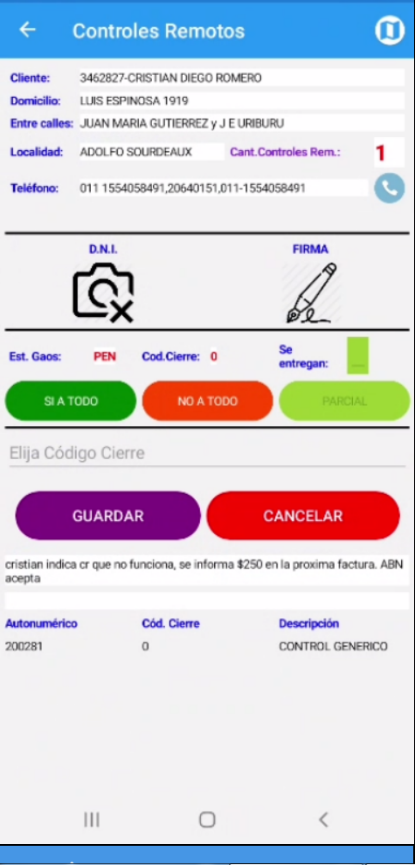 Controles Remotos
Cliente: 3462827-CRISTIAN DIEGO ROMERO
Domicilio: LUIS ESPINOSA 1919
Entre calles: JUAN MARIA GUTIERREZ y J E URIBURU
Localidad: ADOLFO SOURDEAUX Cant.Controles Rem.: 1
Teléfono: 011 1554058491,20640151,011-1554058491
D.N.I. FIRMA
Est. Gaos: PEN Cod.Cierre: 0 Se entregan: __
SI A TODO NO A TODO PARCIAL
Elija Código Cierre
GUARDAR CANCELAR
cristian indica cr que no funciona, se informa $250 en la proxima factura. ABN
acepta
Autonumérico Cód. Cierre Descripción
200281 0 CONTROL GENERICO